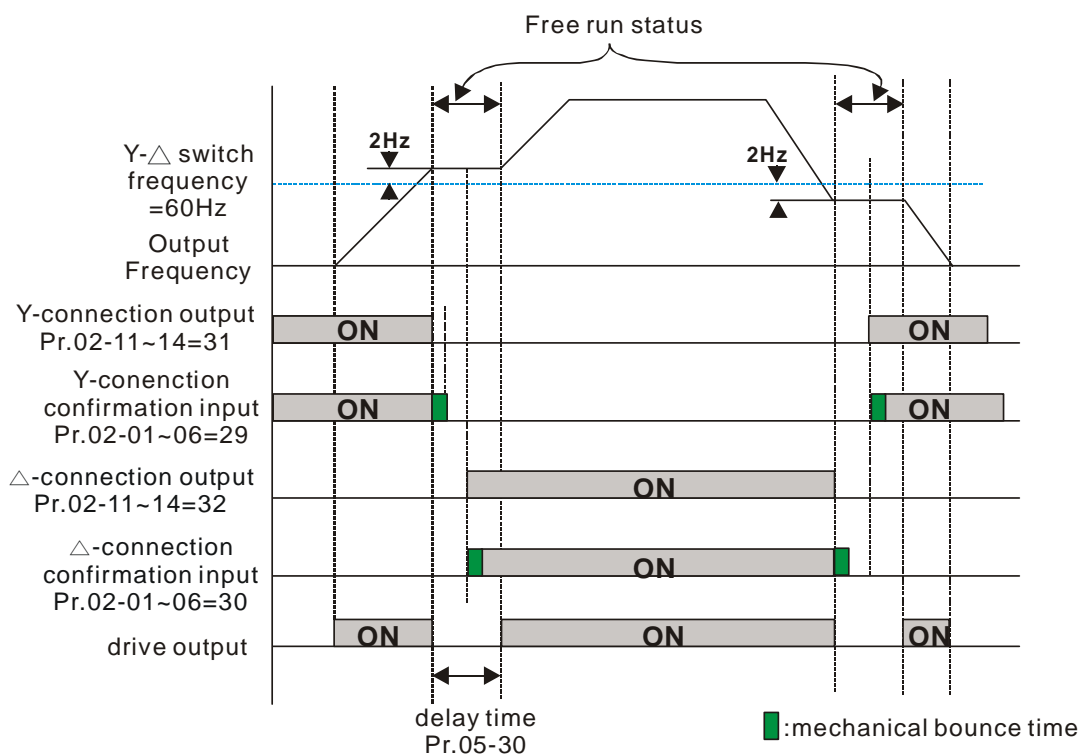 Free run status
2Hz
2Hz
Y-△ switch
frequency
=60Hz
Output
Frequency
Y-connection output
Pr.02-11~14=31
ON
ON
Y-conenction
confirmation input
Pr.02-01~06=29
ON
ON
△-connection output
Pr.02-11~14=32
ON
△-connection
confirmation input
Pr.02-01~06=30
ON
drive output
ON
ON
ON
delay time
Pr.05-30
:mechanical bounce time